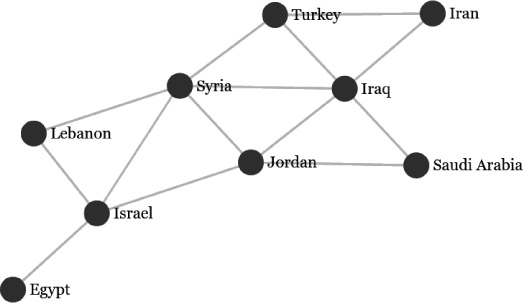 Turkey
Iran
Syria
Iraq
Lebanon
Jordan
Saudi Arabia
Israel
Egypt